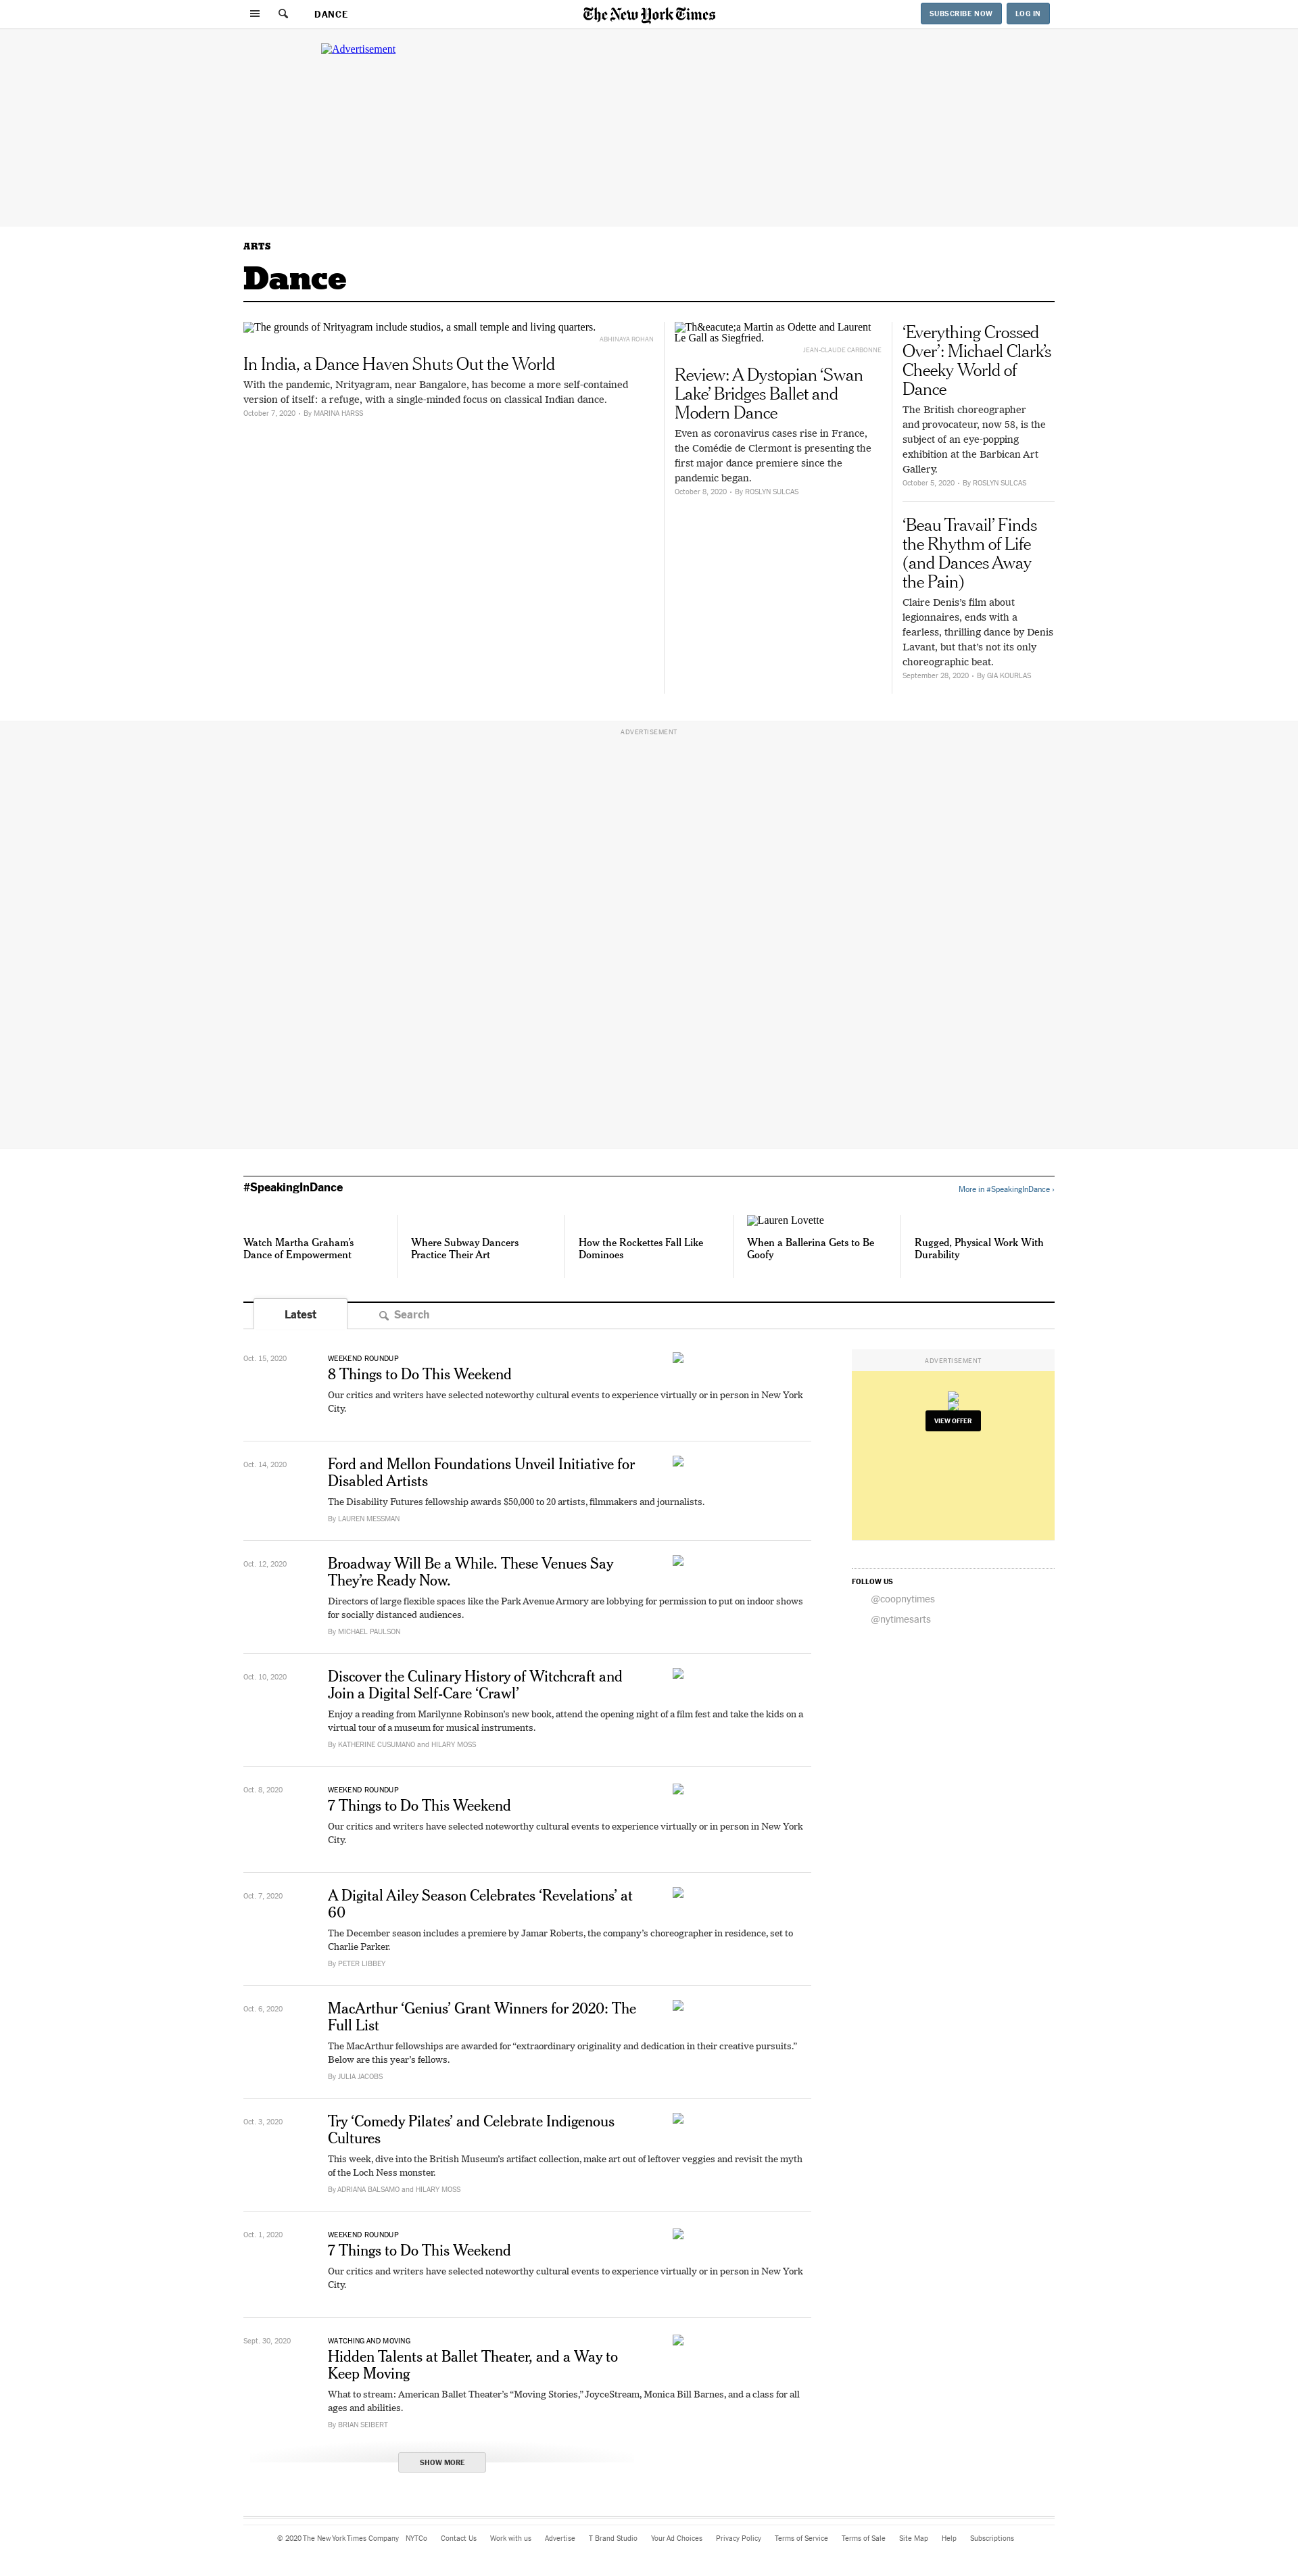 DANCE
The New York Times
SUBSCRIBE NOW
LOG IN
Advertisement
ARTS
Dance
The grounds of Nrityagram include studios, a small temple and living quarters.
ABHINAYA ROHAN
In India, a Dance Haven Shuts Out the World
With the pandemic, Nrityagram, near Bangalore, has become a more self-contained
version of itself: a refuge, with a single-minded focus on classical Indian dance.
October 7, 2020 - By MARINA HARSS
Th&eacute;a Martin as Odette and Laurent
Le Gall as Siegfried.
JEAN-CLAUDE CARBONNE
Review: A Dystopian ‘Swan
Lake’ Bridges Ballet and
Modern Dance
Even as coronavirus cases rise in France,
the Comédie de Clermont is presenting the
first major dance premiere since the
pandemic began.
October 8, 2020 - By ROSLYN SULCAS
‘Everything Crossed
Over’: Michael Clark’s
Cheeky World of
Dance
The British choreographer
and provocateur, now 58, is the
subject of an eye-popping
exhibition at the Barbican Art
Gallery.
October 5, 2020 - By ROSLYN SULCAS
‘Beau Travail’ Finds
the Rhythm of Life
(and Dances Away
the Pain)
Claire Denis’s film about
legionnaires, ends with a
fearless, thrilling dance by Denis
Lavant, but that’s not its only
choreographic beat.
September 28, 2020 - By GIA KOURLAS
ADVERTISEMENT
#SpeakingInDance
More in #SpeakingInDance ›
Watch Martha Graham’s
Dance of Empowerment
Where Subway Dancers
Practice Their Art
How the Rockettes Fall Like
Dominoes
Lauren Lovette
When a Ballerina Gets to Be
Goofy
Rugged, Physical Work With
Durability
Latest
Search
Oct. 15, 2020
WEEKEND ROUNDUP
8 Things to Do This Weekend
Our critics and writers have selected noteworthy cultural events to experience virtually or in person in New York
City.
Oct. 14, 2020
Ford and Mellon Foundations Unveil Initiative for
Disabled Artists
The Disability Futures fellowship awards $50,000 to 20 artists, filmmakers and journalists.
By LAUREN MESSMAN
Oct. 12, 2020
Broadway Will Be a While. These Venues Say
They’re Ready Now.
Directors of large flexible spaces like the Park Avenue Armory are lobbying for permission to put on indoor shows
for socially distanced audiences.
By MICHAEL PAULSON
Oct. 10, 2020
Discover the Culinary History of Witchcraft and
Join a Digital Self-Care ‘Crawl’
Enjoy a reading from Marilynne Robinson’s new book, attend the opening night of a film fest and take the kids on a
virtual tour of a museum for musical instruments.
By KATHERINE CUSUMANO and HILARY MOSS
Oct. 8, 2020
WEEKEND ROUNDUP
7 Things to Do This Weekend
Our critics and writers have selected noteworthy cultural events to experience virtually or in person in New York
City.
Oct. 7, 2020
A Digital Ailey Season Celebrates ‘Revelations’ at
60
The December season includes a premiere by Jamar Roberts, the company’s choreographer in residence, set to
Charlie Parker.
By PETER LIBBEY
Oct. 6, 2020
MacArthur ‘Genius’ Grant Winners for 2020: The
Full List
The MacArthur fellowships are awarded for “extraordinary originality and dedication in their creative pursuits.”
Below are this year’s fellows.
By JULIA JACOBS
Oct. 3, 2020
Try ‘Comedy Pilates’ and Celebrate Indigenous
Cultures
This week, dive into the British Museum’s artifact collection, make art out of leftover veggies and revisit the myth
of the Loch Ness monster.
By ADRIANA BALSAMO and HILARY MOSS
Oct. 1, 2020
WEEKEND ROUNDUP
7 Things to Do This Weekend
Our critics and writers have selected noteworthy cultural events to experience virtually or in person in New York
City.
Sept. 30, 2020
WATCHING AND MOVING
Hidden Talents at Ballet Theater, and a Way to
Keep Moving
What to stream: American Ballet Theater’s “Moving Stories,” JoyceStream, Monica Bill Barnes, and a class for all
ages and abilities.
By BRIAN SEIBERT
SHOW MORE
ADVERTISEMENT
VIEW OFFER
FOLLOW US
@coopnytimes
@nytimesarts
© 2020 The New York Times Company NYTCo Contact Us Work with us Advertise T Brand Studio Your Ad Choices Privacy Policy Terms of Service Terms of Sale Site Map Help Subscriptions